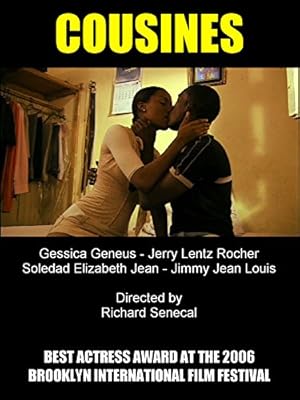 COUSINES
Gessica Geneus - Jerry Lentz Rocher
Soledad Elizabeth Jean - Jimmy Jean Louis
Directed by
Richard Senecal
BEST ACTRESS AWARD AT THE 2006
BROOKLYN INTERNATIONAL FILM FESTIVAL